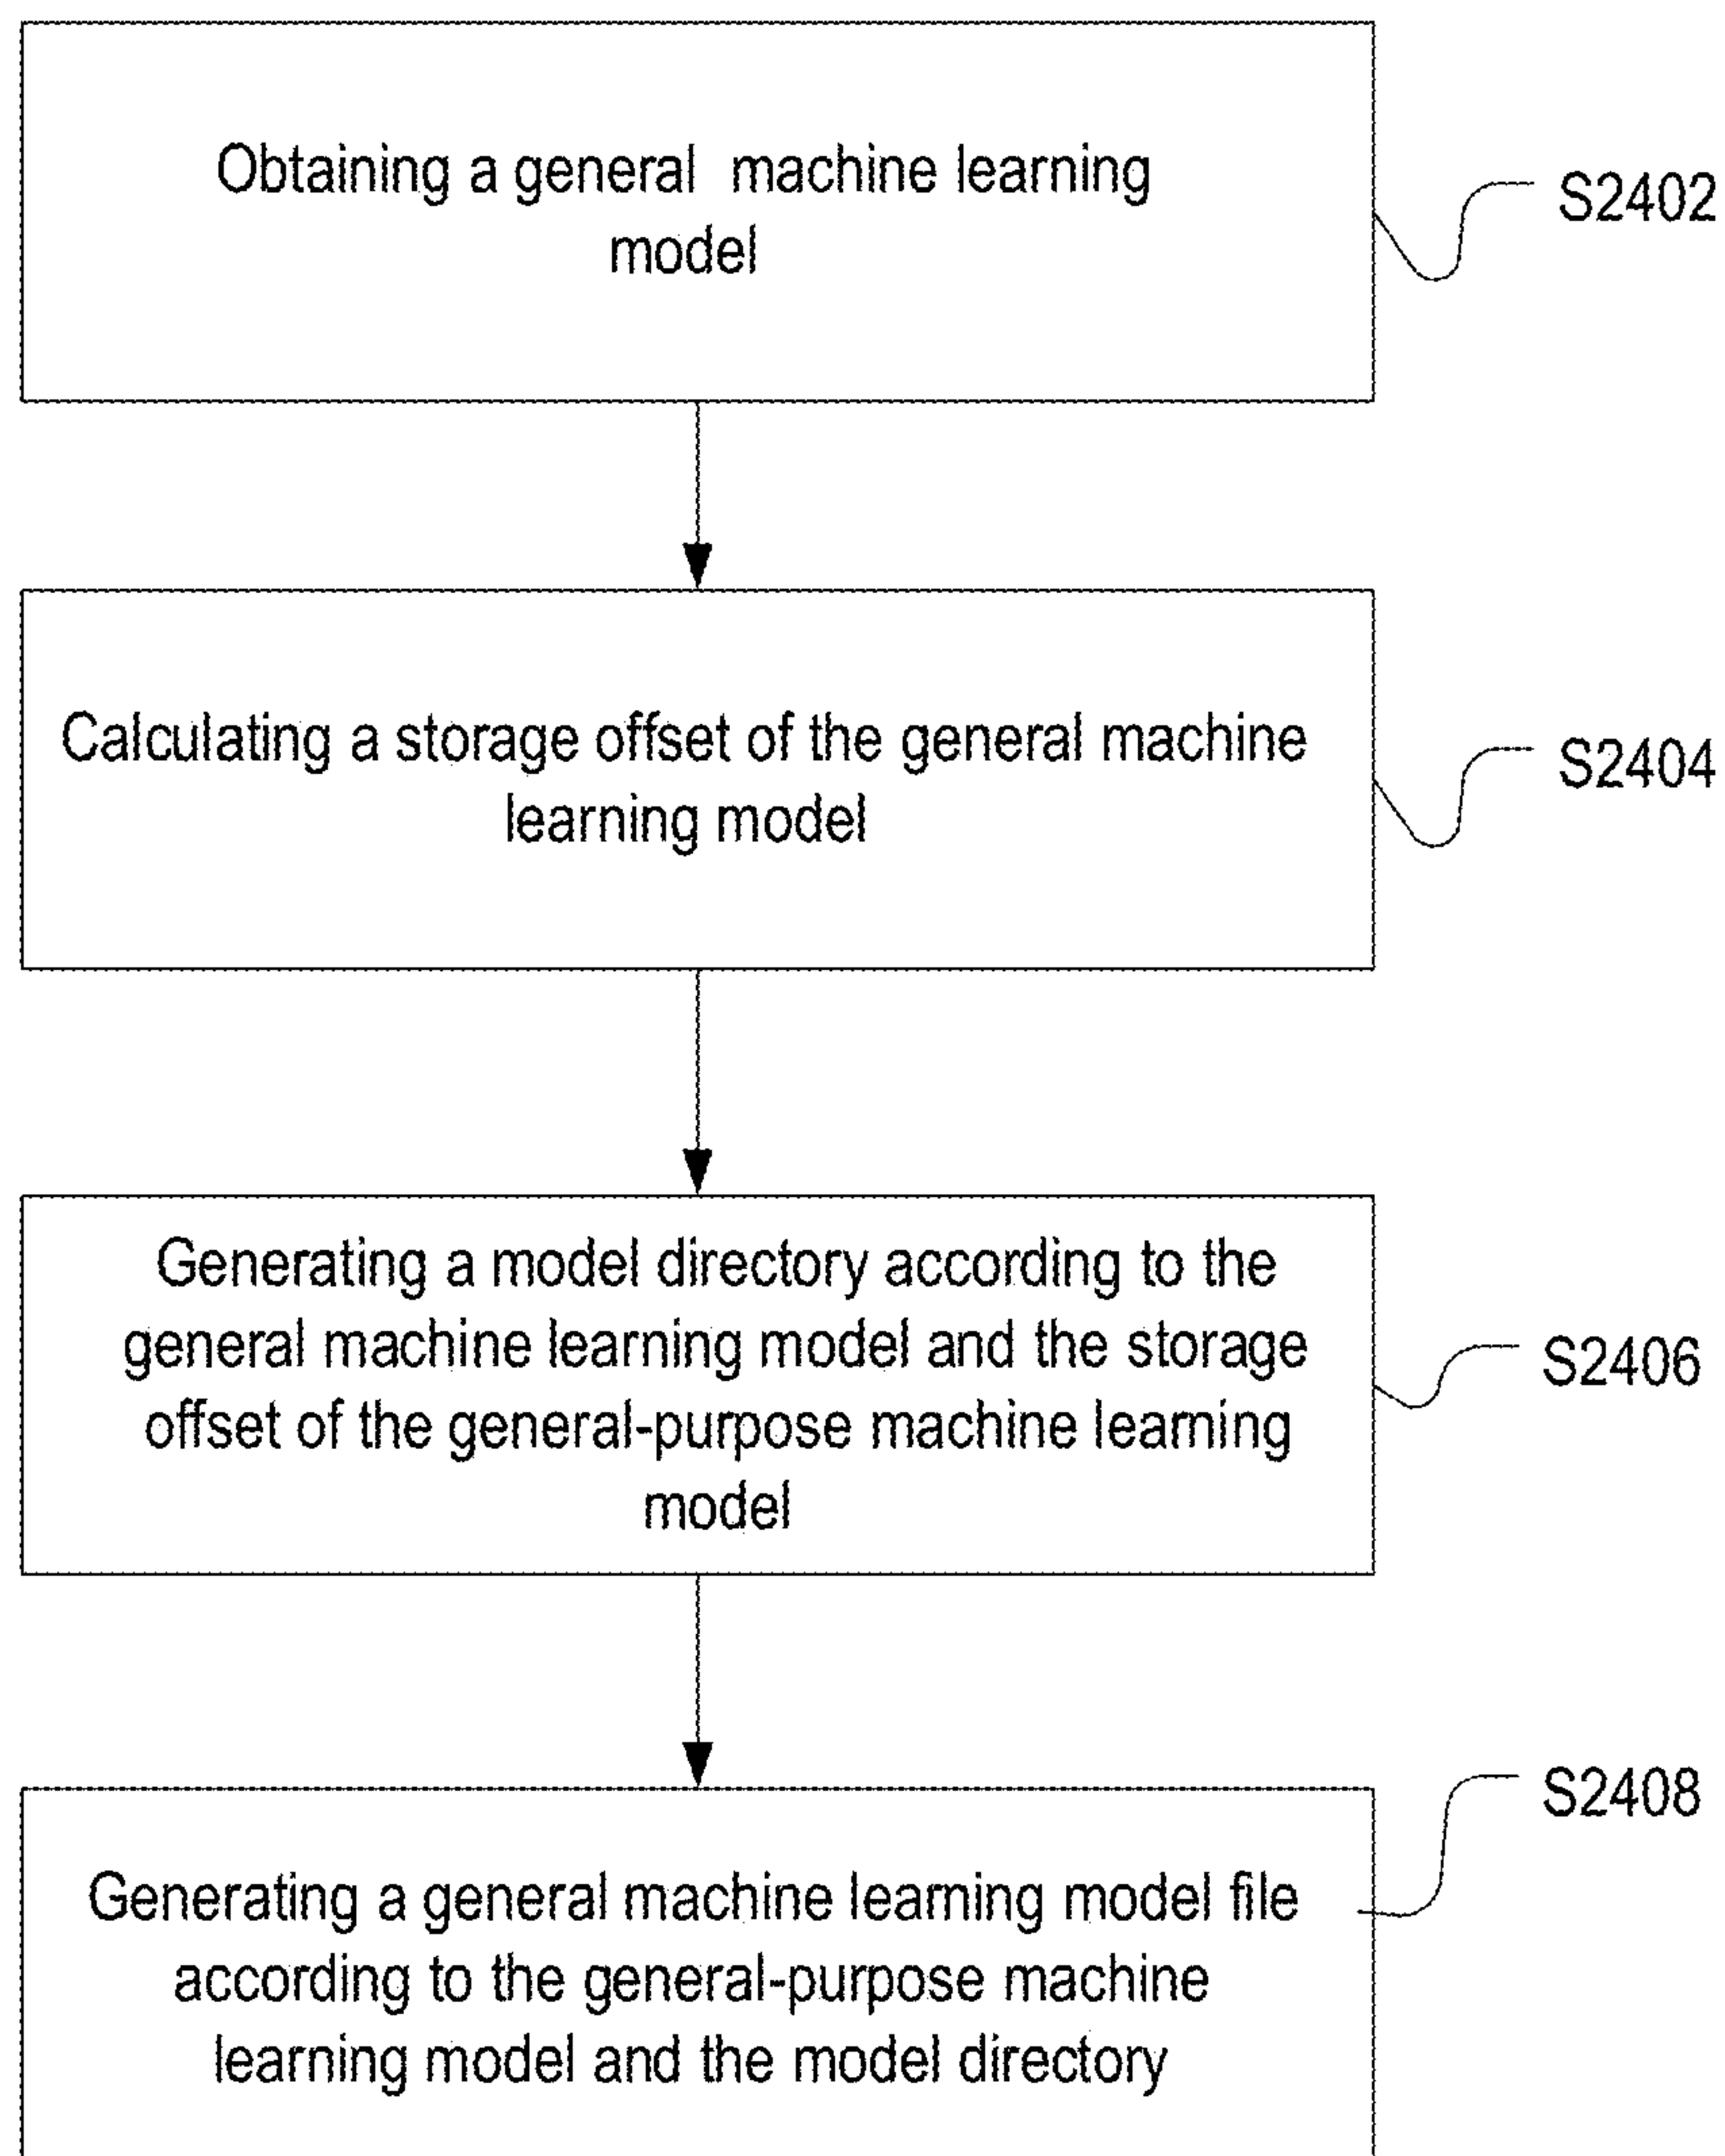 Obtaining a general machine learning
model
S2402
Calculating a storage offset of the general machine
learning model
S2404
Generating a model directory according to the
general machine learning model and the storage
offset of the general-purpose machine learning
model
S2406
S2408
Generating a general machine learning model file
according to the general-purpose machine
learning model and the model directory